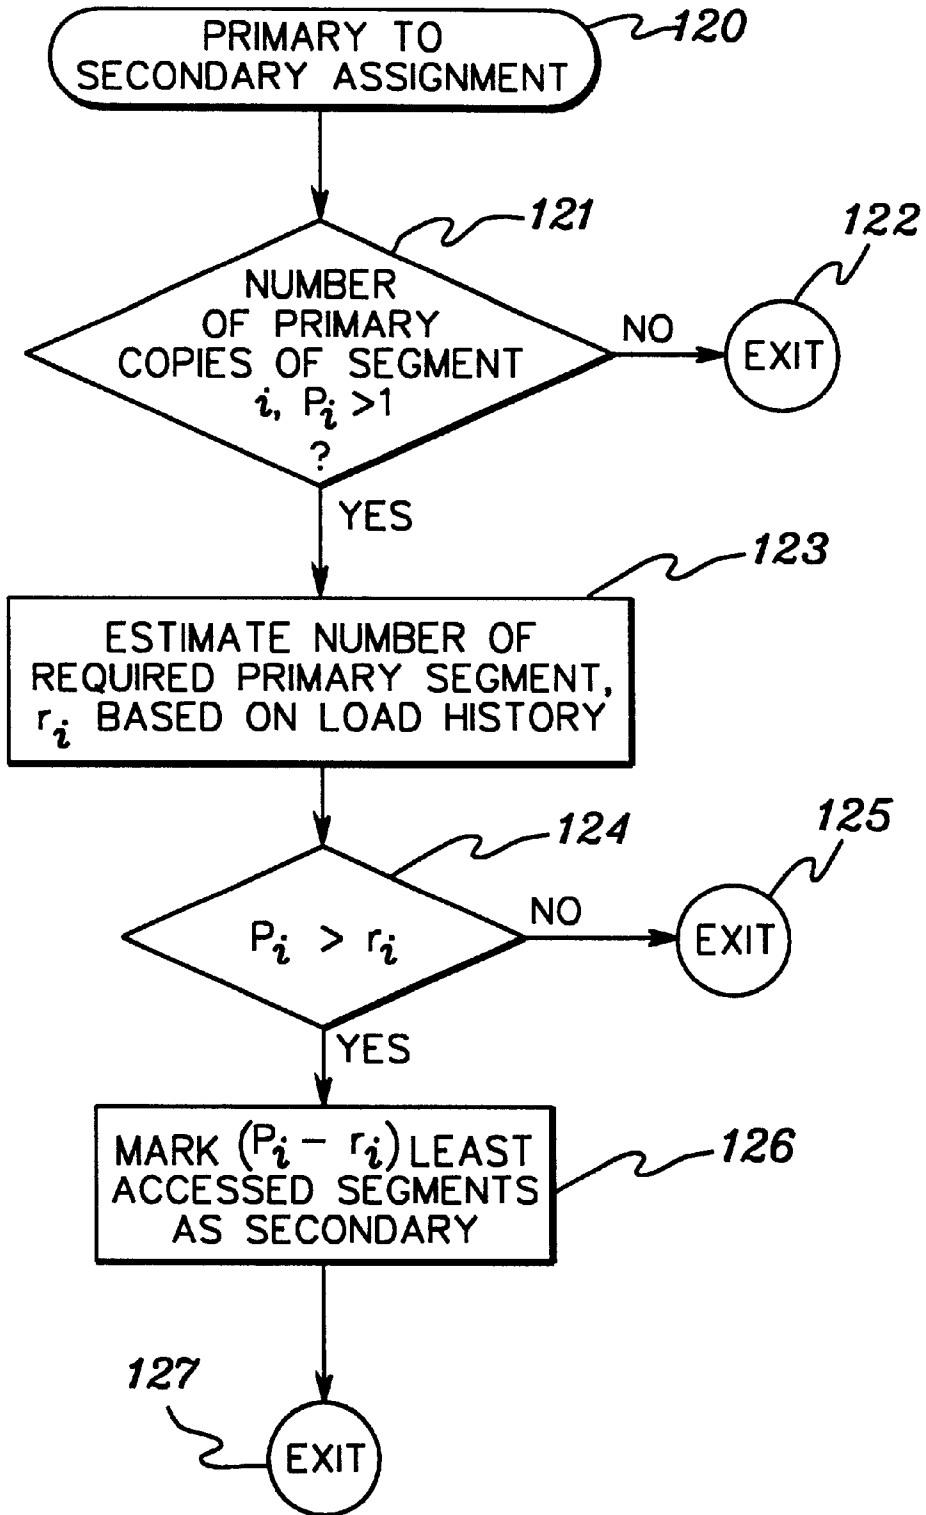 PRIMARY TO
SECONDARY ASSIGNMENT
120
121
NUMBER
OF PRIMARY
COPIES OF SEGMENT
i, Pi >1
?
NO
122
EXIT
YES
123
ESTIMATE NUMBER OF
REQUIRED PRIMARY SEGMENT,
ri BASED ON LOAD HISTORY
124
Pi > ri
NO
125
EXIT
YES
126
MARK (Pi - ri) LEAST
ACCESSED SEGMENTS
AS SECONDARY
127
EXIT